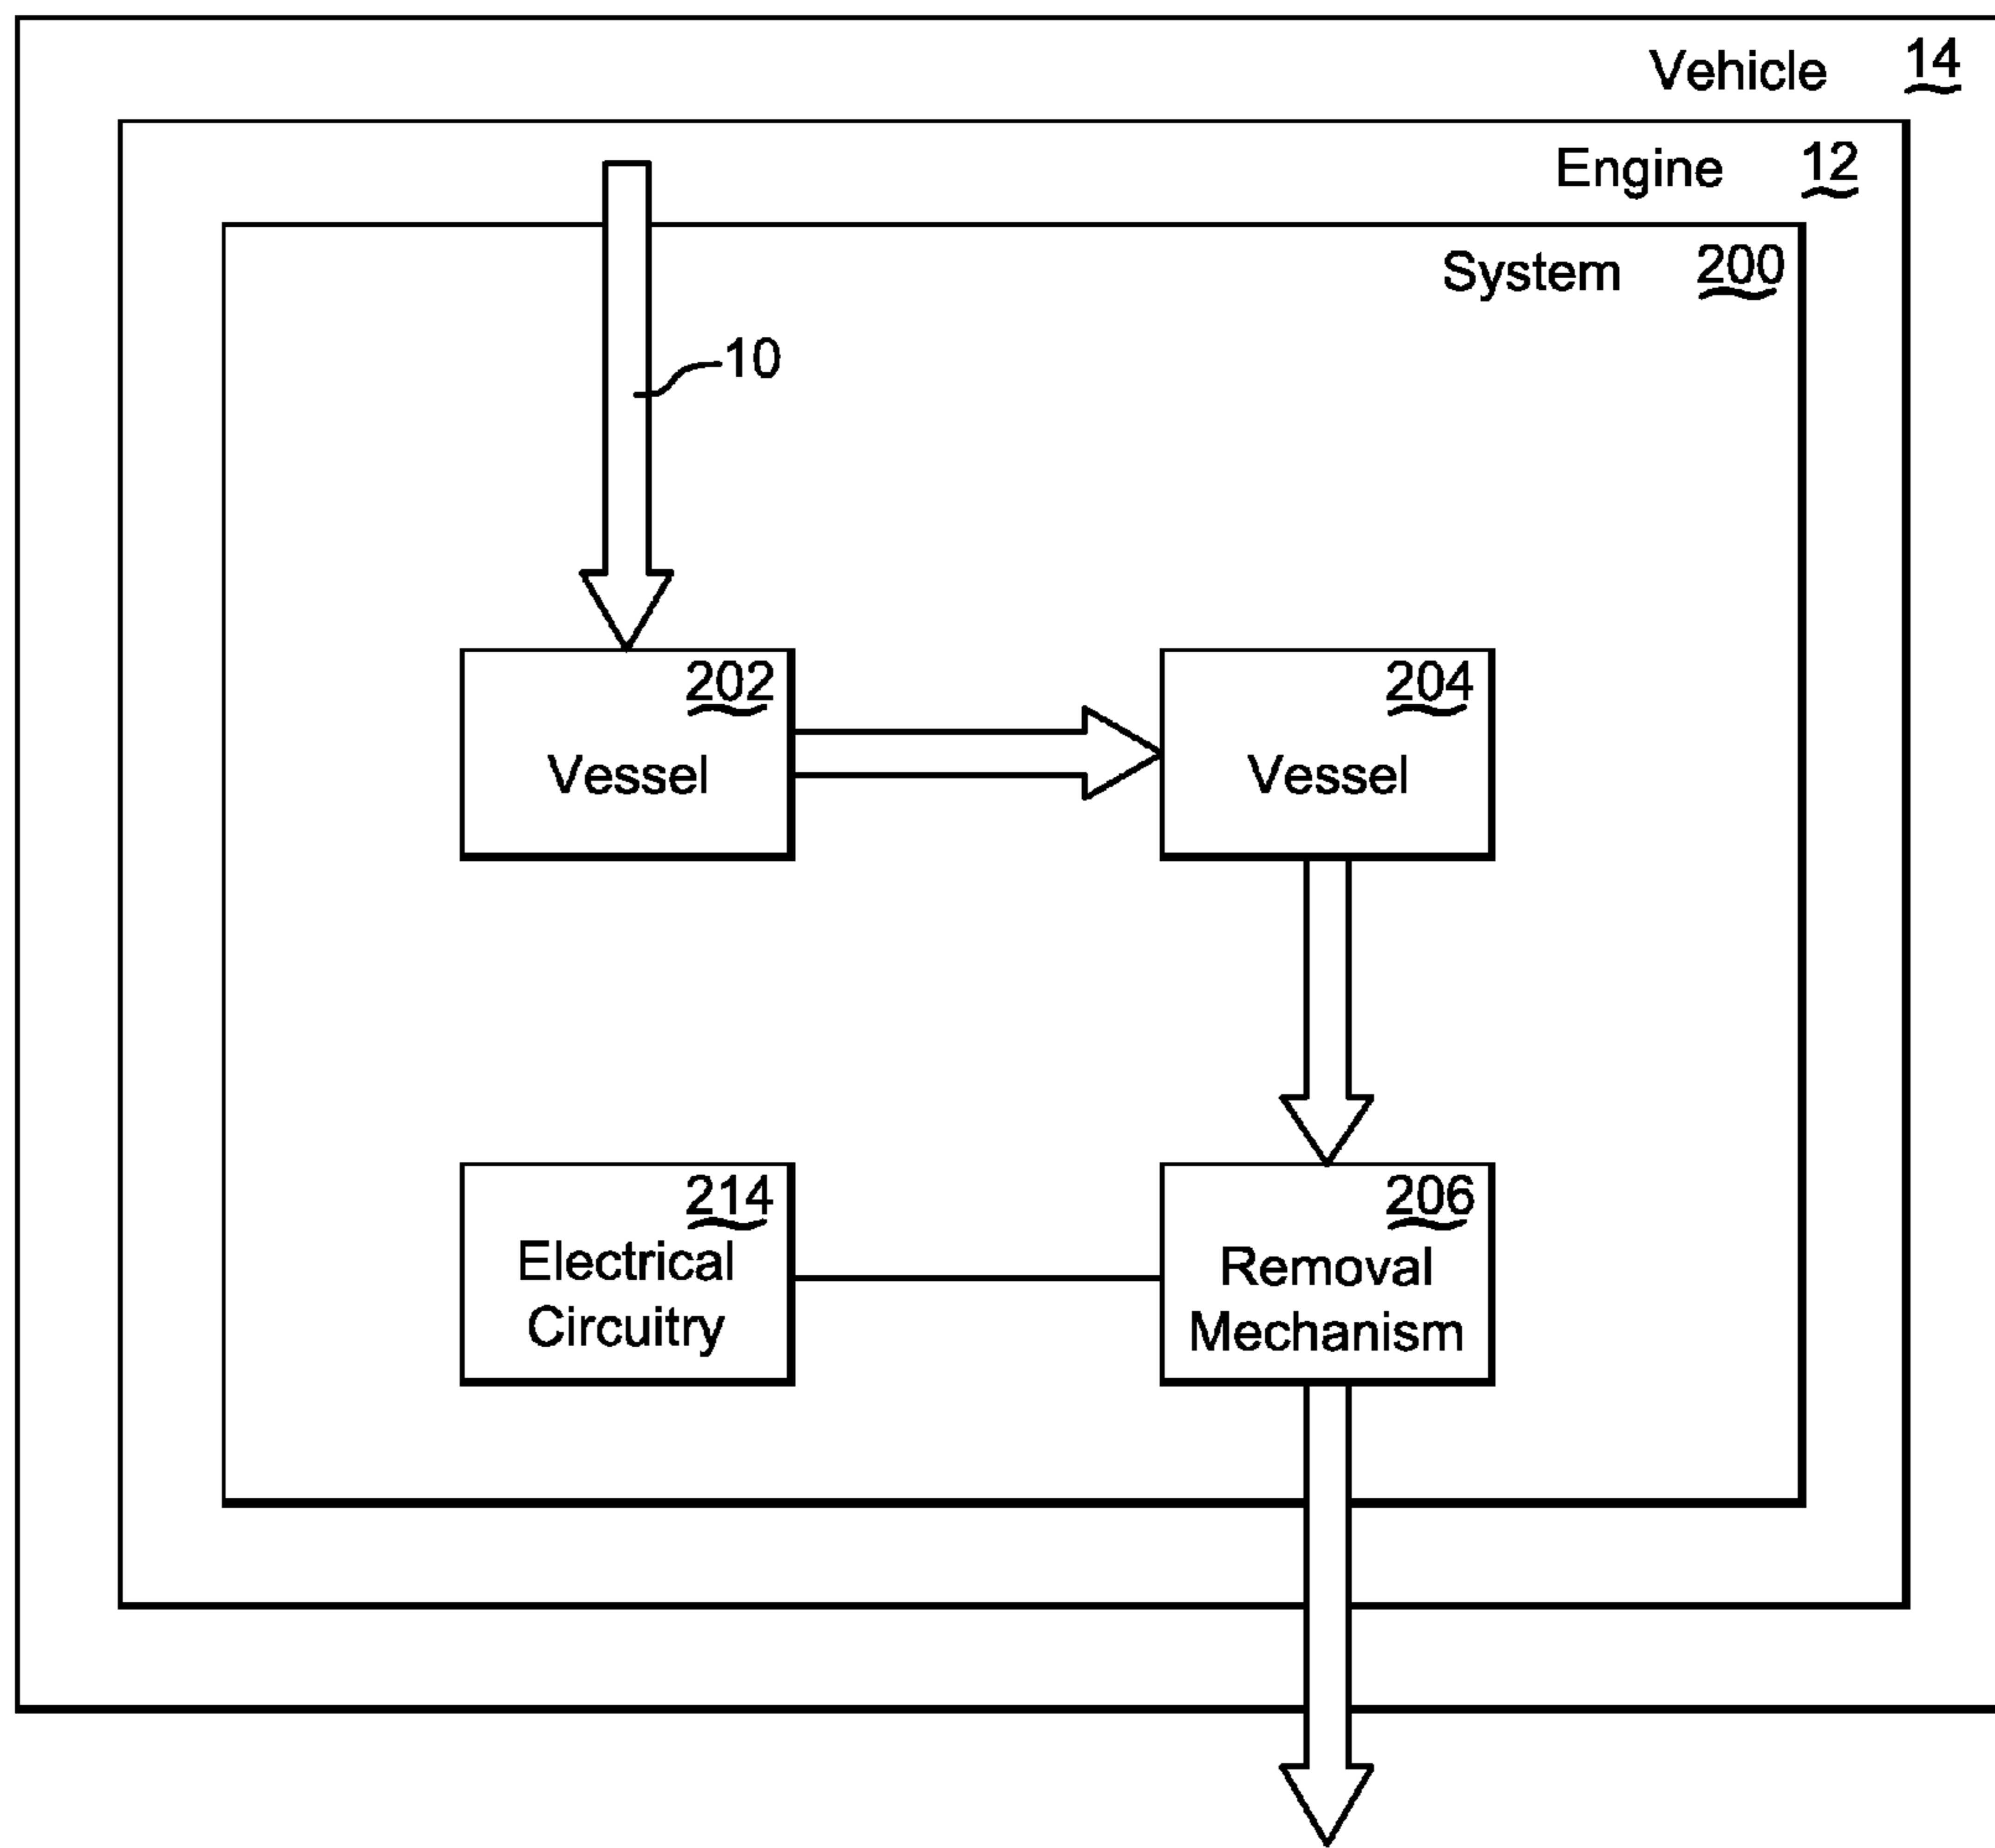 Vehicle 14
Engine 12
System 200
10
202
Vessel
204
Vessel
214
Electrical
Circuitry
206
Removal
Mechanism